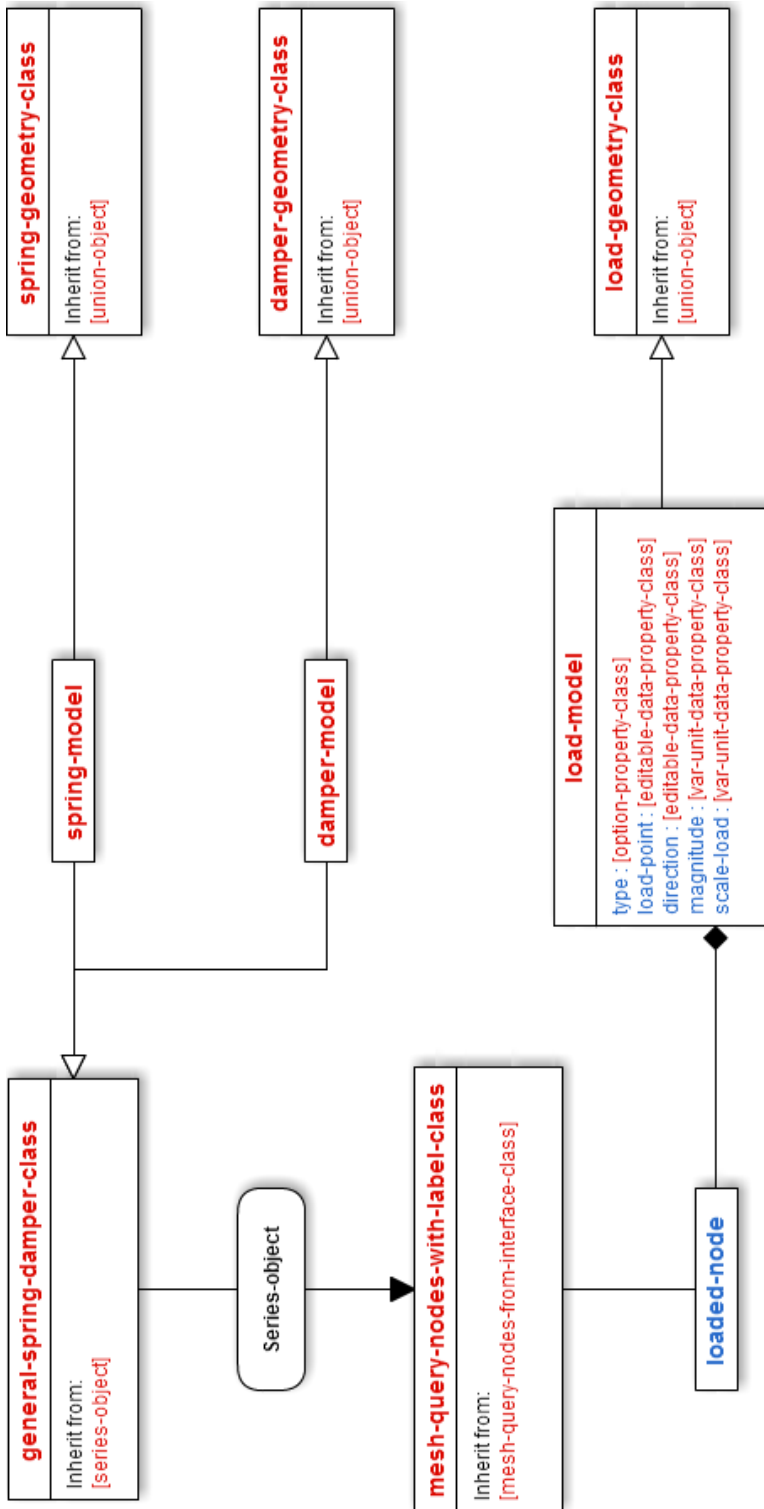 general-spring-damper-class
Inherit from:
[series-object]
spring-model
spring-geometry-class
Inherit from:
[union-object]
Series-object
damper-model
damper-geometry-class
Inherit from:
[union-object]
mesh-query-nodes-with-label-class
Inherit from:
[mesh-query-nodes-from-interface-class]
loaded-node
load-model
type : [option-property-class]
load-point : [editable-data-property-class]
direction : [editable-data-property-class]
magnitude : [var-unit-data-property-class]
scale-load : [var-unit-data-property-class]
load-geometry-class
Inherit from:
[union-object]